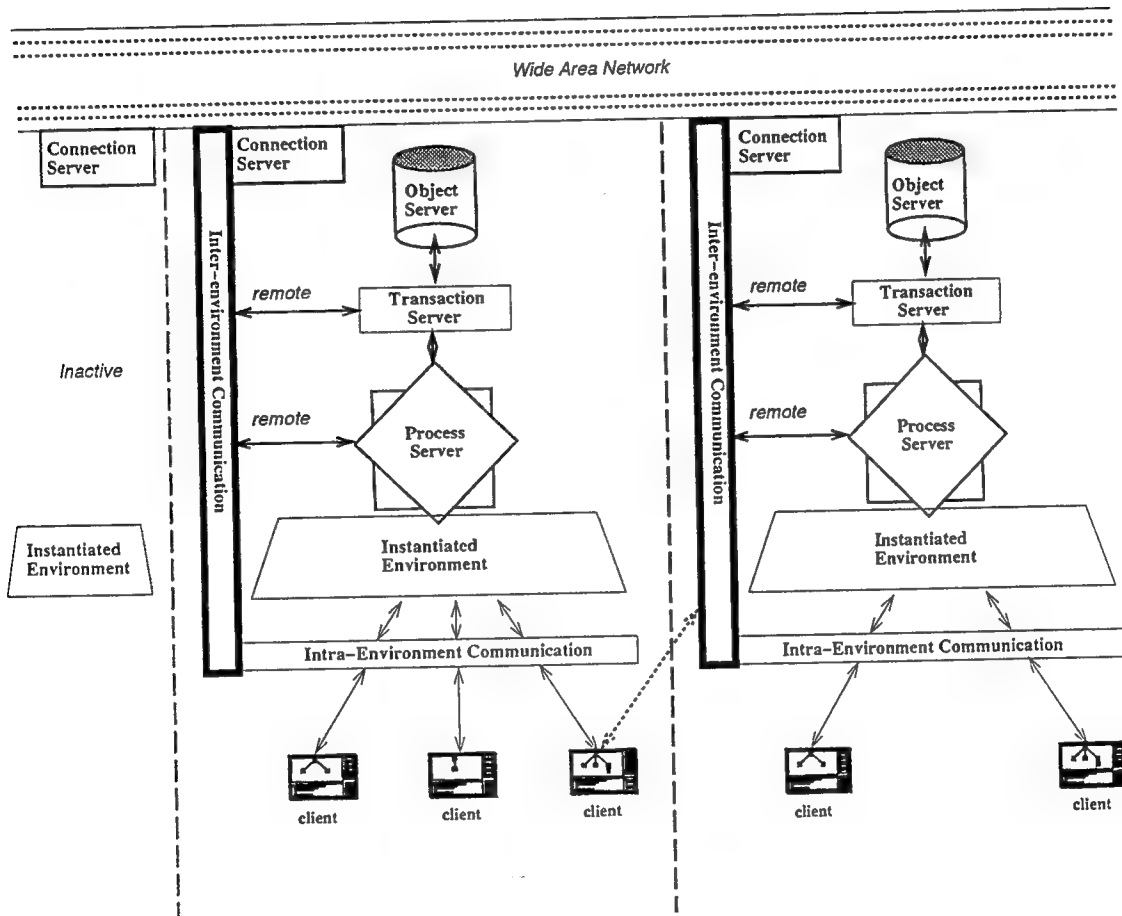 Wide Area Network
Connection
Server
Connection
Server
Object
Server
Connection
Server
Object
Server
Inter-environment Communication
remote
Transaction
Server
Inter-environment Communication
remote
Transaction
Server
Inactive
remote
Process
Server
remote
Process
Server
Instantiated
Environment
Instantiated
Environment
Instantiated
Environment
Intra-Environment Communication
Intra-Environment Communication
client
client
client
client
client